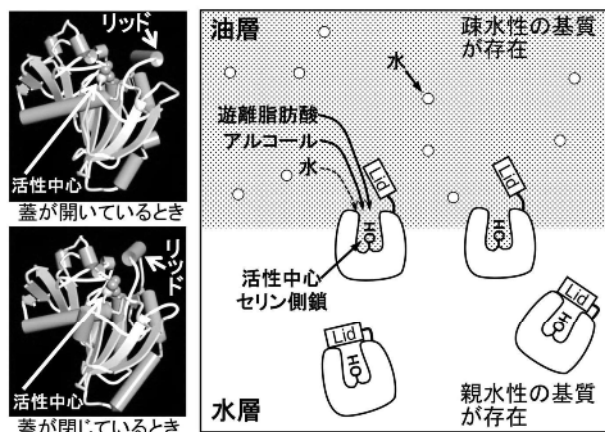 リッド
活性中心
蓋が開いているとき
リッド
活性中心
蓋が閉じているとき
油層
疎水性の基質
が存在
水
遊離脂肪酸
アルコール
水
Lid
Lid
HO
HO
活性中心
セリン側鎖
Lid
HO
Lid
HO
水層
親水性の基質
が存在